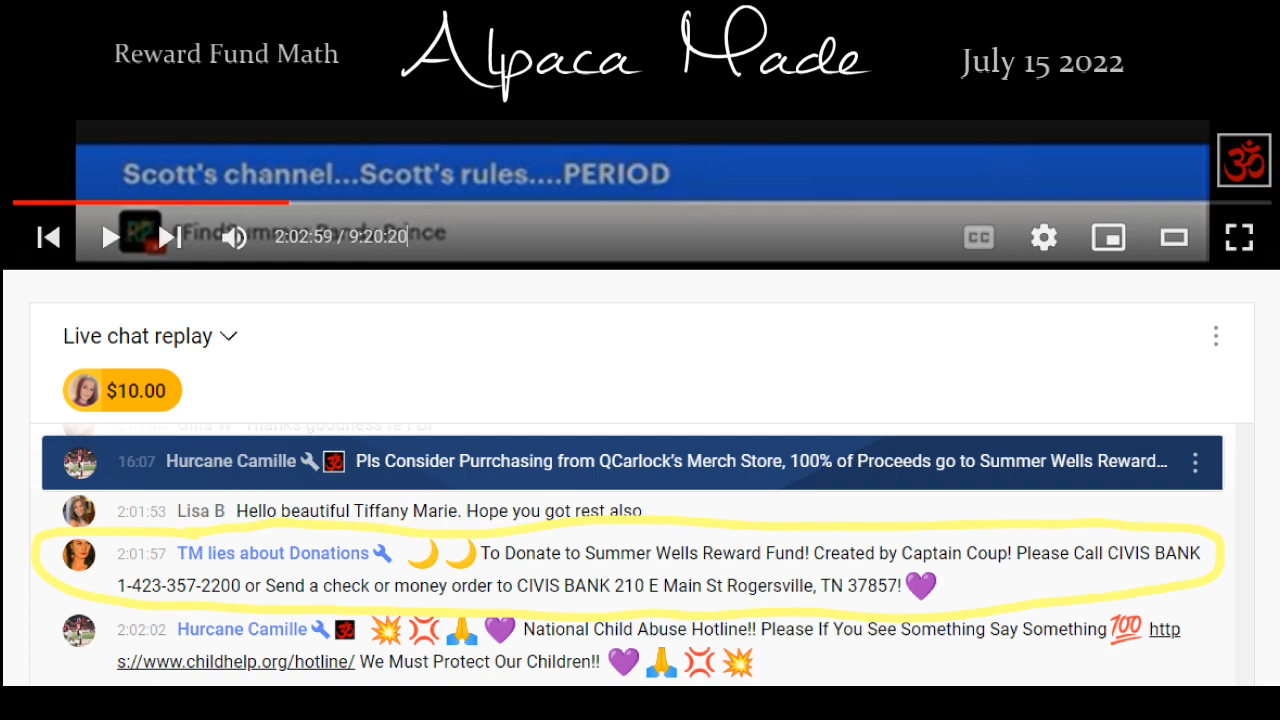 Reward Fund Math
Alpaca Made
July 15 2022
Scott's channel...Scott's rules....PERIOD
2:02:59 / 9:20:20
CC
Live chat replay
$10.00
16:07 Hurcane Camille ॐ Pls Consider Purrchasing from QCarlock's Merch Store, 100% of Proceeds go to Summer Wells Reward...
2:01:53 Lisa B Hello beautiful Tiffany Marie. Hope you got rest also
2:01:57 TM lies about Donations 🌙 🌙 To Donate to Summer Wells Reward Fund! Created by Captain Coup! Please Call CIVIS BANK
1-423-357-2200 or Send a check or money order to CIVIS BANK 210 E Main St Rogersville, TN 37857! 💜
2:02:02 Hurcane Camille ॐ 💥 💢 🙏 💜 National Child Abuse Hotline!! Please If You See Something Say Something 💯 http
s://www.childhelp.org/hotline/ We Must Protect Our Children!! 💜 🙏 💢 💥